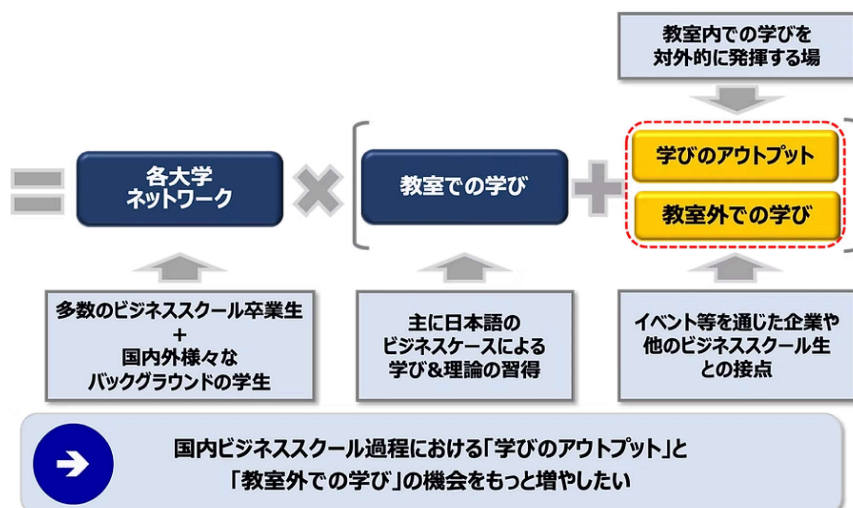 教室内での学びを
対外的に発揮する場
=
各大学
ネットワーク
×
教室での学び
+
学びのアウトプット
教室外での学び
多数のビジネススクール卒業生
+
国内外様々な
バックグラウンドの学生
主に日本語の
ビジネスケースによる
学び&理論の習得
イベント等を通じた企業や
他のビジネススクール生
との接点
国内ビジネススクール過程における「学びのアウトプット」と
「教室外での学び」の機会をもっと増やしたい